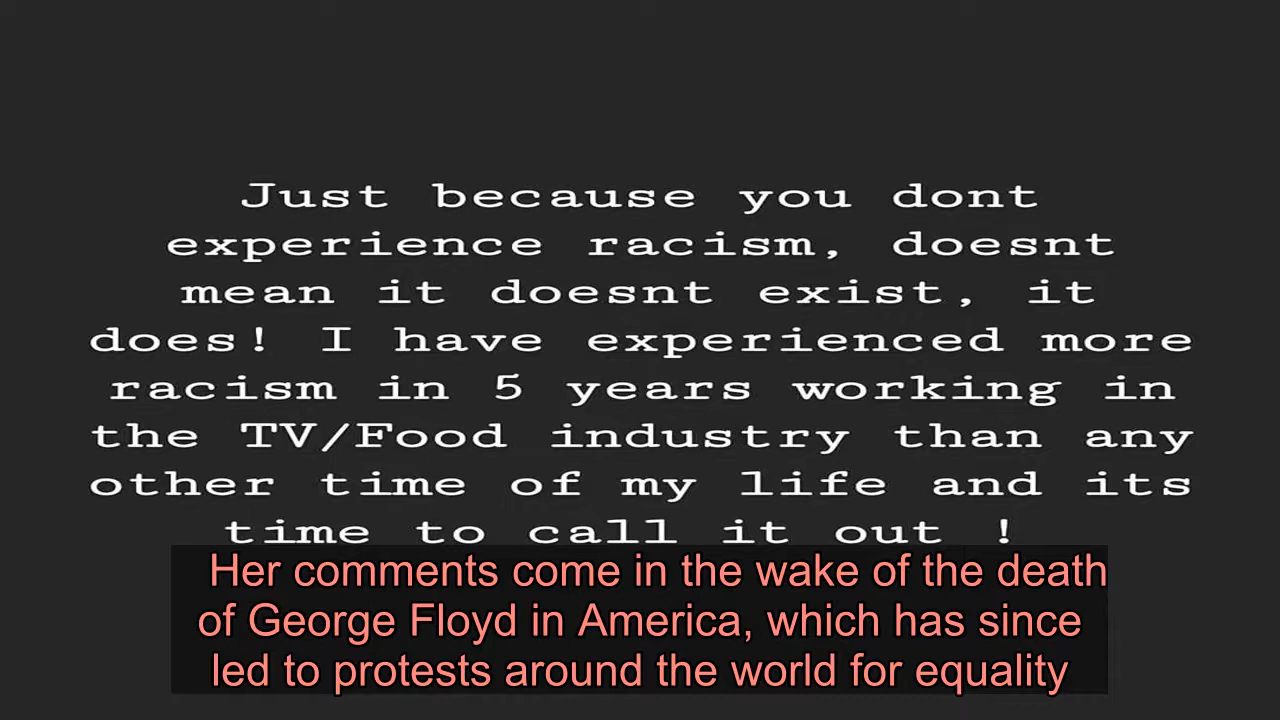 Just because you dont
experience racism, doesnt
mean it doesnt exist, it
does! I have experienced more
racism in 5 years working in
the TV/Food industry than any
other time of my life and its
time to call it out !
Her comments come in the wake of the death
of George Floyd in America, which has since
led to protests around the world for equality